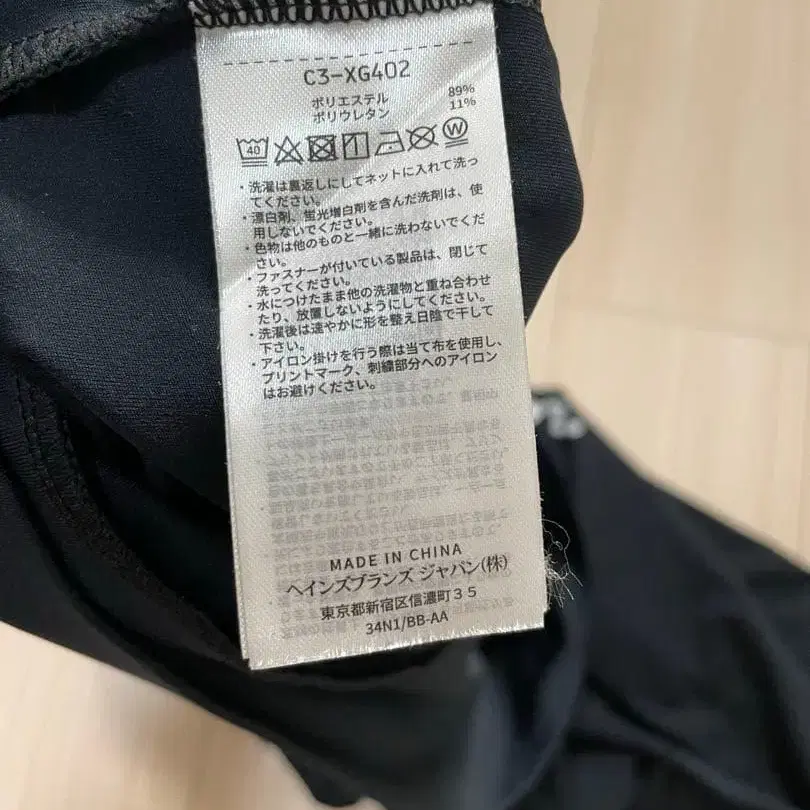 C3-XG402
ポリエステル 89%
ポリウレタン 11%
40
W
・洗濯は裏返しにしてネットに入れて洗っ
てください。
・漂白剤、蛍光増白剤を含んだ洗剤は、使
用しないでください。
・色物は他のものと一緒に洗わないでくだ
さい。
・ファスナーが付いている製品は、閉じて
洗ってください。
・水につけたまま他の洗濯物と重ね合わせ
たり、放置しないようにしてください。
・洗濯後は速やかに形を整え日陰で干して
下さい。
・アイロン掛けを行う際は当て布を使用し、
プリントマーク、刺繍部分へのアイロン
はお避けください。
MADE IN CHINA
ヘインズブランズ ジャパン(株)
東京都新宿区信濃町35
34N1/BB-AA